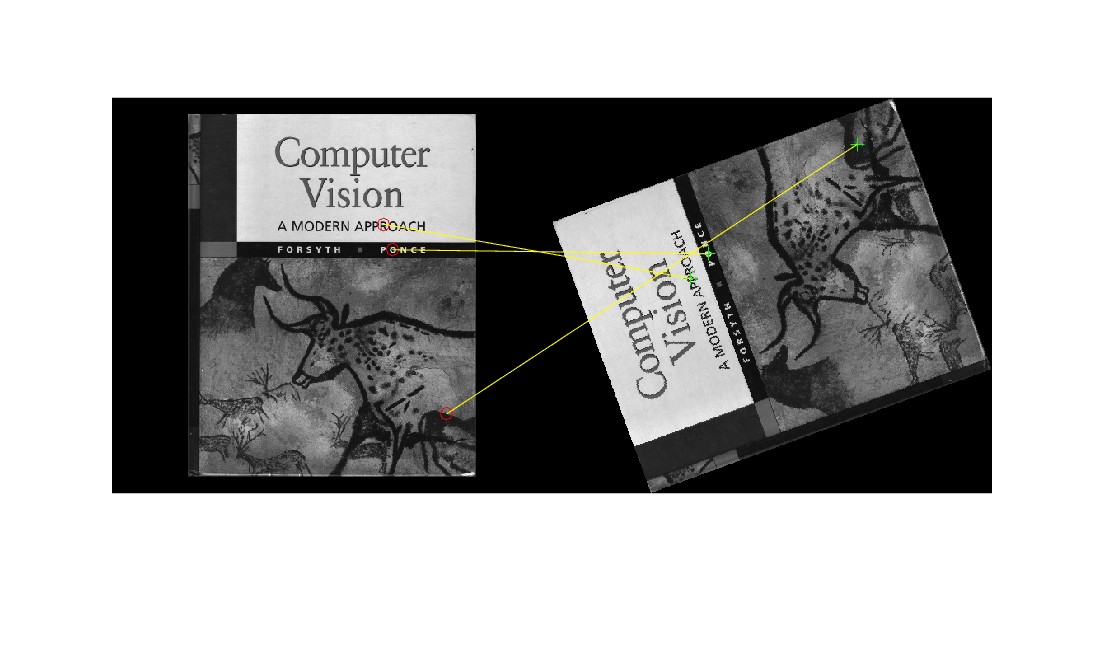 Computer
Vision
A MODERN APPROACH
FORSYTH PONCE
Computer
Vision
A MODERN APPROACH
FORSYTH PONCE